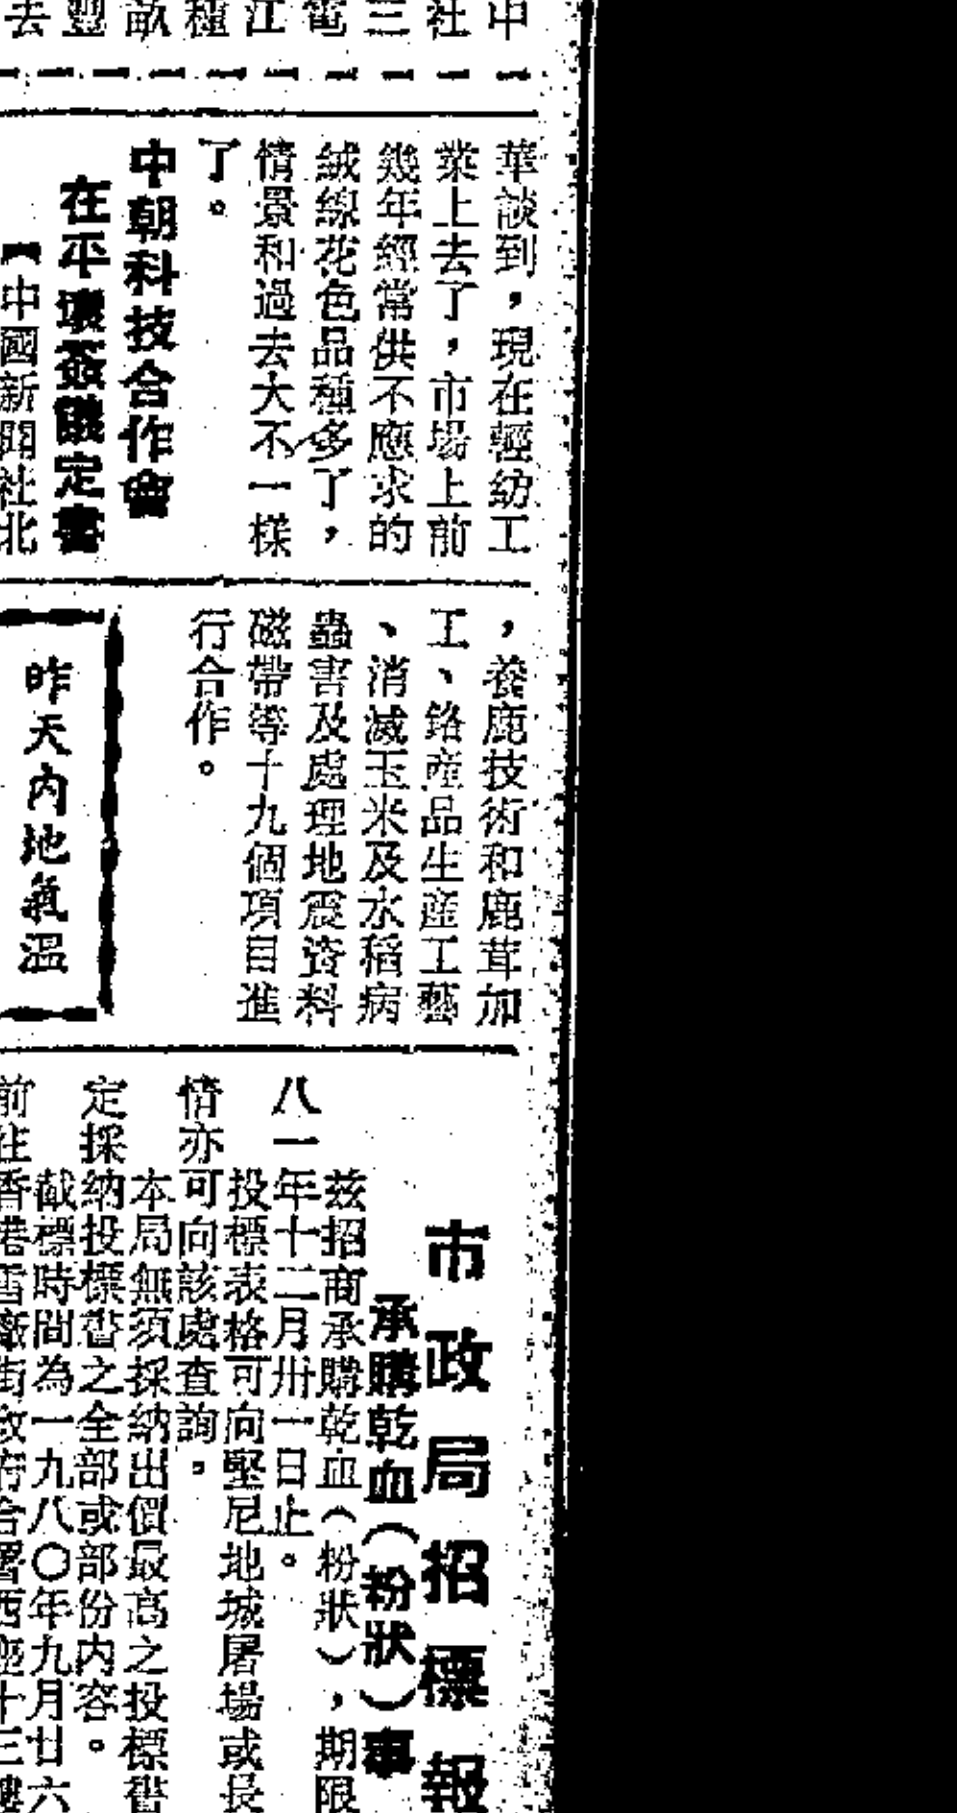 中
社
三
電
江
種
畝
豐
去
華談到，現在輕紡工
業上去了，市場上前
幾年經常供不應求的
絨線花色品種多了，
情景和過去大不一樣
了。
中朝科技合作會
在平壤簽議定書
【中國新聞社北
，養鹿技術和鹿茸加
工、鉻產品生產工藝
、消滅玉米及水稻病
蟲害及處理地震資料
磁帶等十九個項目進
行合作。
昨天內地氣溫
市政局招標報
承購乾血（粉狀）事
茲招商承購乾血（粉狀），期限
八一年十二月卅一日止。
投標表格可向堅尼地城屠場或長
情亦可向該處查詢。
本局無須採納出價最高之投標書
定採納投標書之全部或部份內容。
截標時間為一九八〇年九月廿六
前往香港雪廠街政府合署西座十三樓